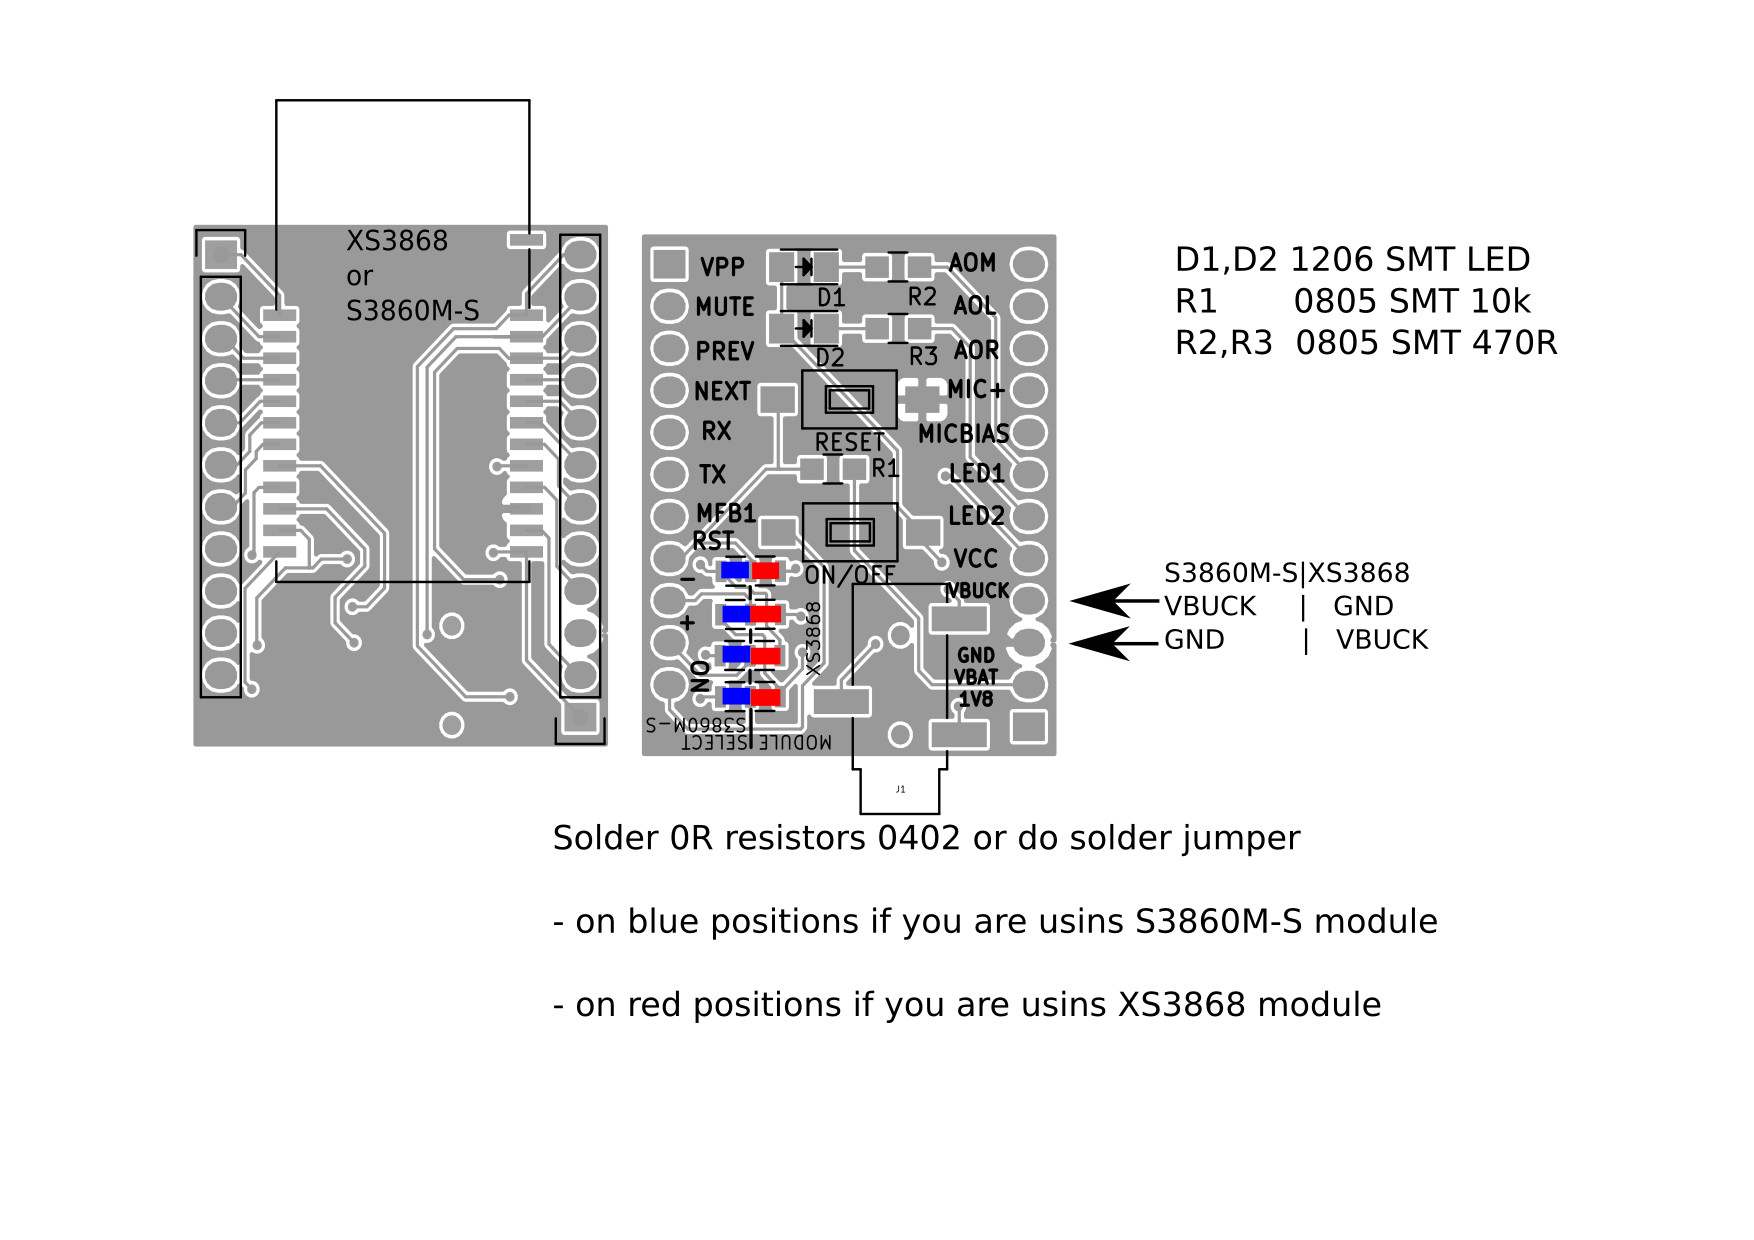 XS3868
or
S3860M-S
VPP
MUTE
PREV
NEXT
RX
TX
MFB1
RST
-
+
ON
D1
R2
D2
R3
RESET
R1
ON/OFF
XS3868
S3860M-S
MODULE SELECT
AOM
AOL
AOR
MIC+
MICBIAS
LED1
LED2
VCC
VBUCK
GND
VBAT
1V8
J1
D1,D2 1206 SMT LED
R1 0805 SMT 10k
R2,R3 0805 SMT 470R
S3860M-S|XS3868
VBUCK | GND
GND | VBUCK
Solder 0R resistors 0402 or do solder jumper
- on blue positions if you are usins S3860M-S module
- on red positions if you are usins XS3868 module